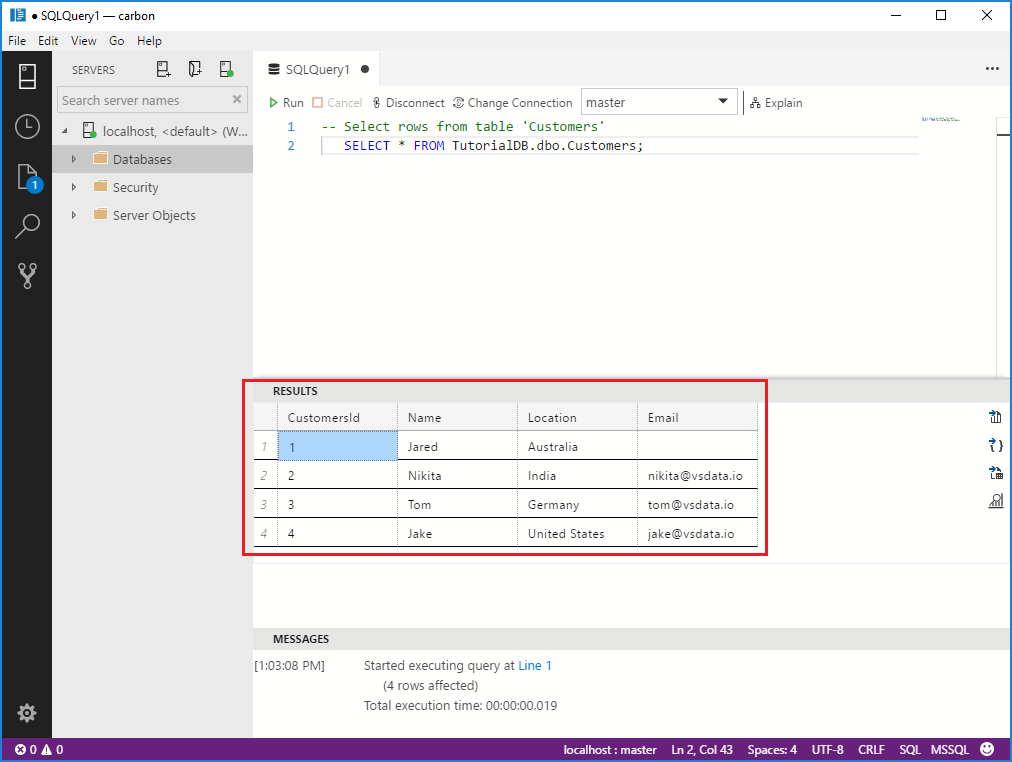 ● SQLQuery1 — carbon
File Edit View Go Help
SERVERS
Search server names
localhost, <default> (W...
Databases
Security
Server Objects
1
SQLQuery1 ●
Run Cancel Disconnect Change Connection master Explain
1 -- Select rows from table 'Customers'
2 SELECT * FROM TutorialDB.dbo.Customers;
RESULTS
CustomersId Name Location Email
1 1 Jared Australia
2 2 Nikita India nikita@vsdata.io
3 3 Tom Germany tom@vsdata.io
4 4 Jake United States jake@vsdata.io
MESSAGES
[1:03:08 PM] Started executing query at Line 1
(4 rows affected)
Total execution time: 00:00:00.019
0 0 localhost : master Ln 2, Col 43 Spaces: 4 UTF-8 CRLF SQL MSSQL